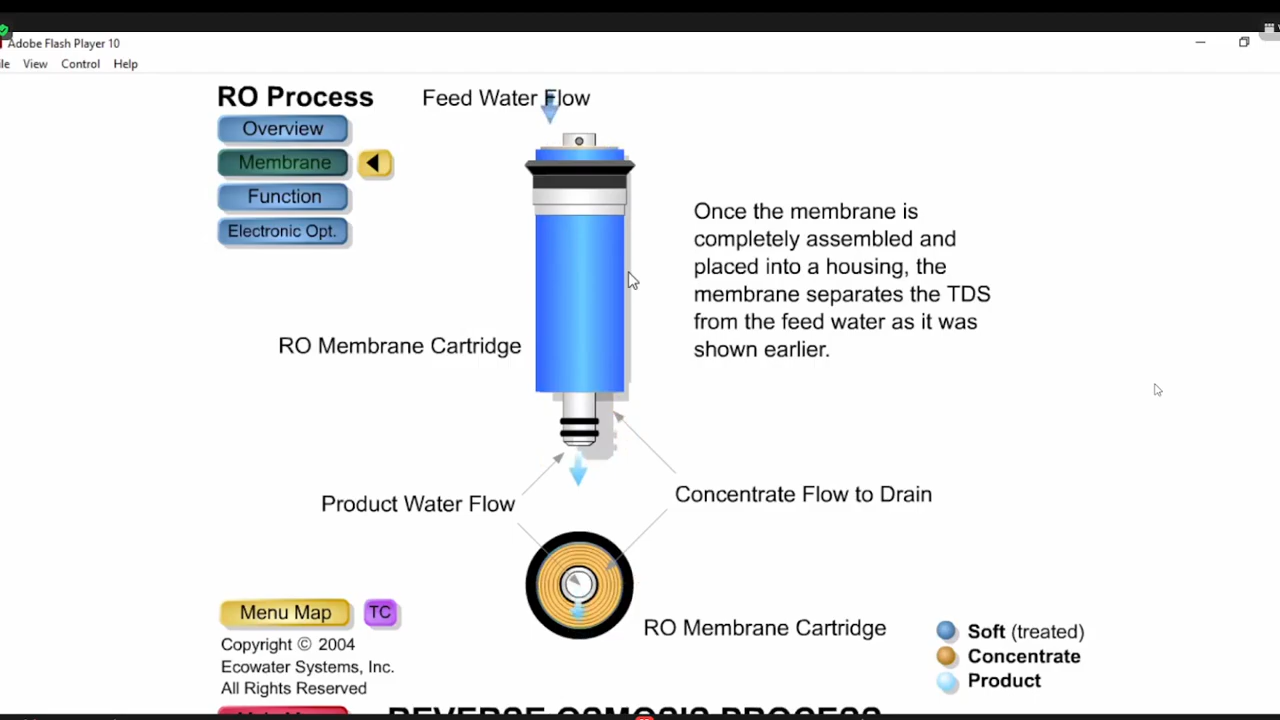 Adobe Flash Player 10
View Control Help
RO Process
Overview
Membrane
Function
Electronic Opt.
Feed Water Flow
Once the membrane is
completely assembled and
placed into a housing, the
membrane separates the TDS
from the feed water as it was
shown earlier.
RO Membrane Cartridge
Product Water Flow
Concentrate Flow to Drain
RO Membrane Cartridge
Menu Map
TC
Copyright © 2004
Ecowater Systems, Inc.
All Rights Reserved
Soft (treated)
Concentrate
Product
REVERSE OSMOSIS PROCESS